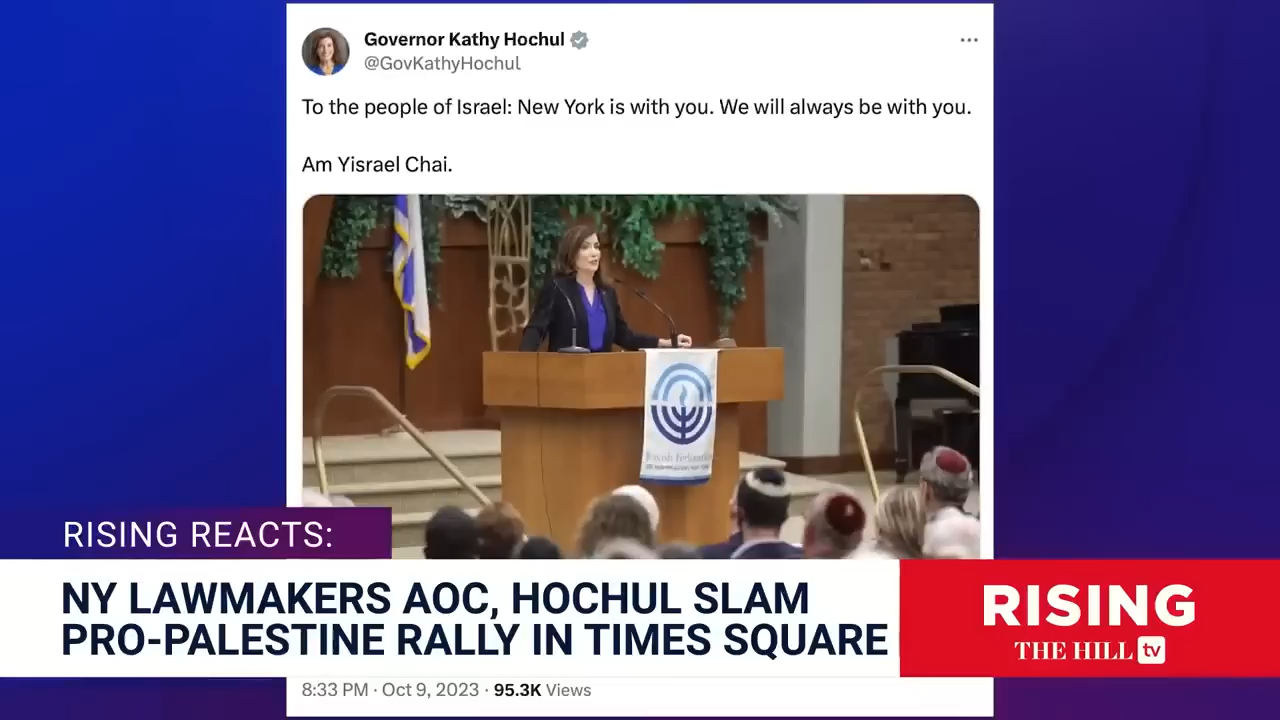 Governor Kathy Hochul
@GovKathyHochul
To the people of Israel: New York is with you. We will always be with you.
Am Yisrael Chai.
RISING REACTS:
NY LAWMAKERS AOC, HOCHUL SLAM
PRO-PALESTINE RALLY IN TIMES SQUARE
RISING
THE HILL tv
8:33 PM · Oct 9, 2023 · 95.3K Views